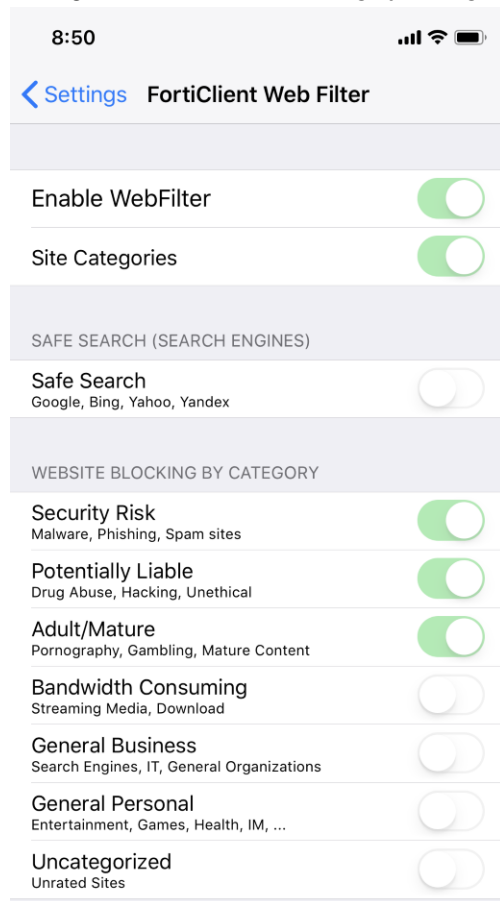 8:50
Settings FortiClient Web Filter
Enable WebFilter
Site Categories
SAFE SEARCH (SEARCH ENGINES)
Safe Search
Google, Bing, Yahoo, Yandex
WEBSITE BLOCKING BY CATEGORY
Security Risk
Malware, Phishing, Spam sites
Potentially Liable
Drug Abuse, Hacking, Unethical
Adult/Mature
Pornography, Gambling, Mature Content
Bandwidth Consuming
Streaming Media, Download
General Business
Search Engines, IT, General Organizations
General Personal
Entertainment, Games, Health, IM, ...
Uncategorized
Unrated Sites